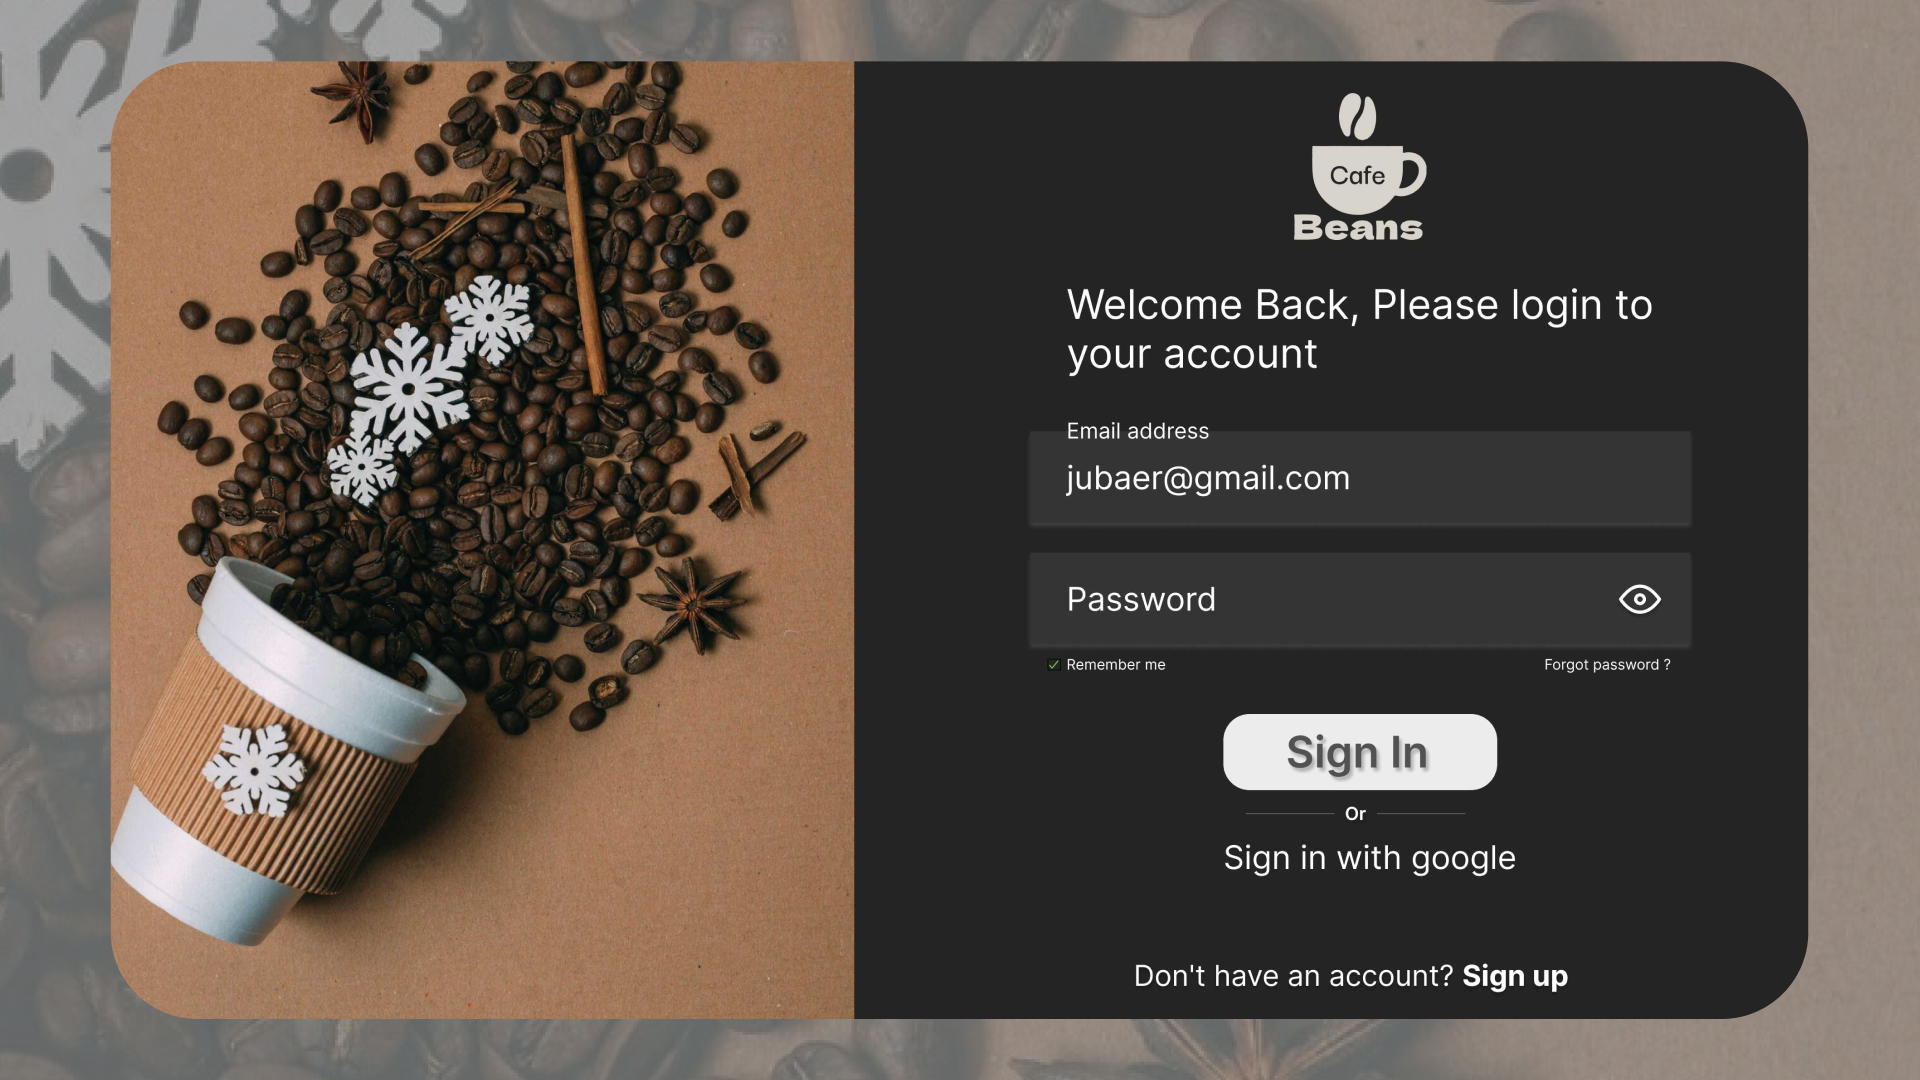 Cafe
Beans
Welcome Back, Please login to
your account
Email address
jubaer@gmail.com
Password
Remember me
Forgot password ?
Sign In
Or
Sign in with google
Don't have an account? Sign up